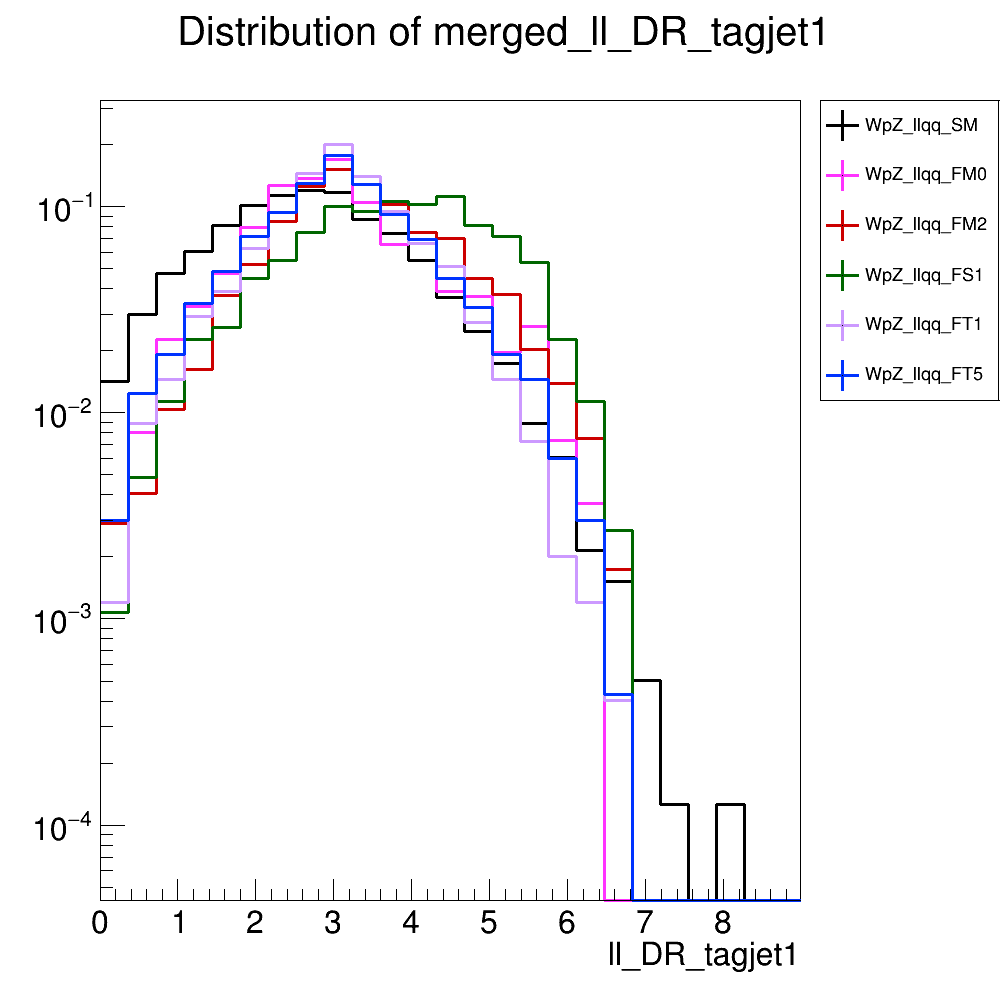 Distribution of merged_ll_DR_tagjet1
WpZ_llqq_SM
WpZ_llqq_FM0
WpZ_llqq_FM2
WpZ_llqq_FS1
WpZ_llqq_FT1
WpZ_llqq_FT5
10⁻¹
10⁻²
10⁻³
10⁻⁴
0 1 2 3 4 5 6 7 8
ll_DR_tagjet1